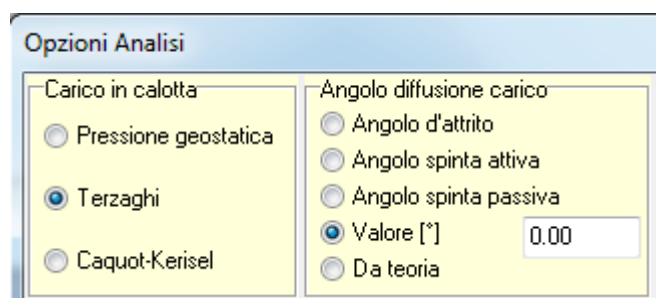 Opzioni Analisi
Carico in calotta
Pressione geostatica
Terzaghi
Caquot-Kerisel
Angolo diffusione carico
Angolo d'attrito
Angolo spinta attiva
Angolo spinta passiva
Valore [°] 0.00
Da teoria